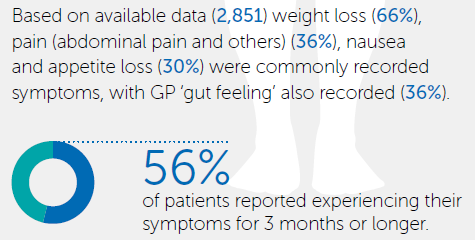 Based on available data (2,851) weight loss (66%),
pain (abdominal pain and others) (36%), nausea
and appetite loss (30%) were commonly recorded
symptoms, with GP ‘gut feeling’ also recorded (36%).
56%
of patients reported experiencing their
symptoms for 3 months or longer.